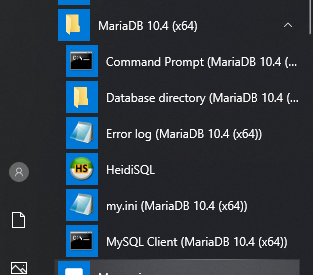 MariaDB 10.4 (x64)
Command Prompt (MariaDB 10.4 (...
Database directory (MariaDB 10.4 (...
Error log (MariaDB 10.4 (x64))
HS
HeidiSQL
my.ini (MariaDB 10.4 (x64))
MySQL Client (MariaDB 10.4 (x64))